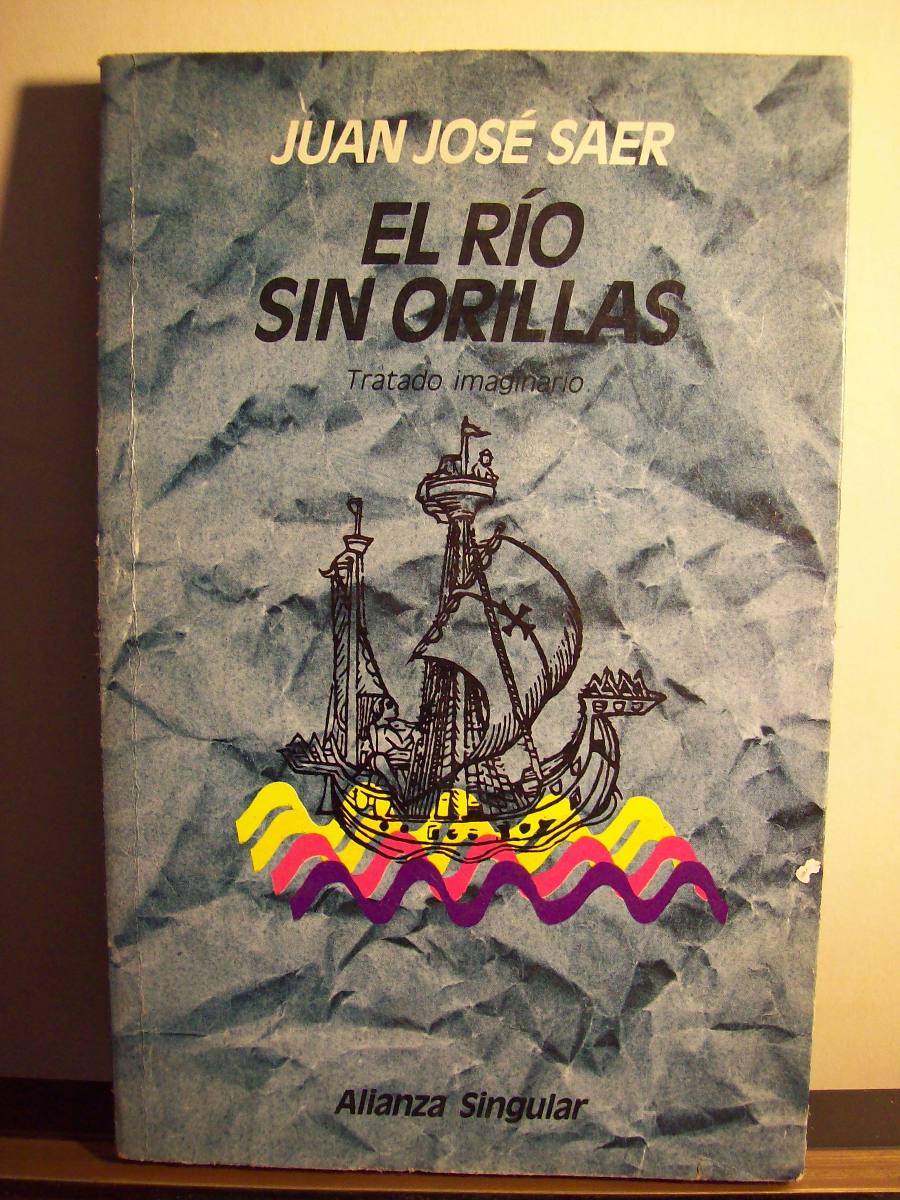 JUAN JOSÉ SAER
EL RÍO
SIN ORILLAS
Tratado imaginario
Alianza Singular